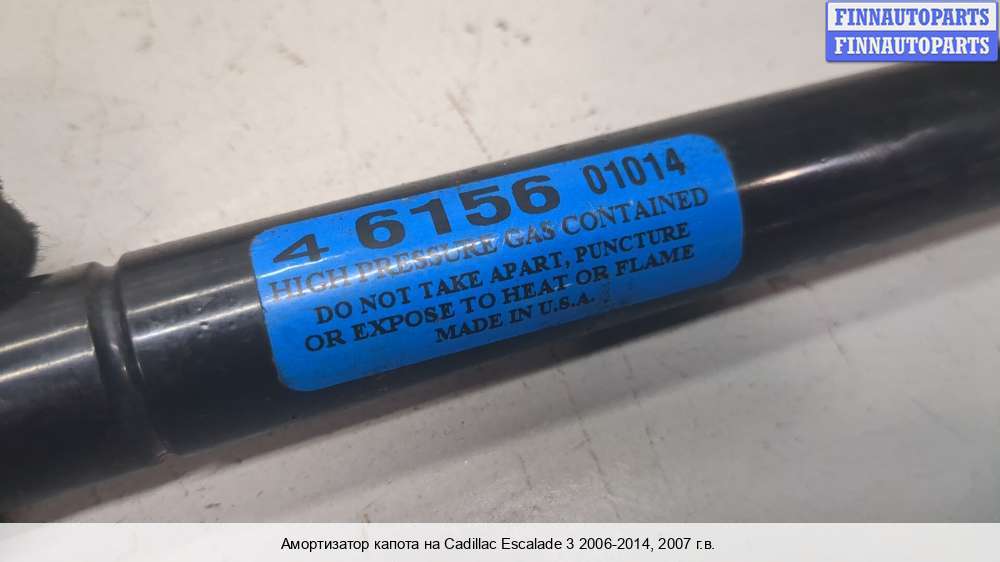 FINNAUTOPARTS
FINNAUTOPARTS
4 6156 01014
HIGH PRESSURE GAS CONTAINED
DO NOT TAKE APART, PUNCTURE
OR EXPOSE TO HEAT OR FLAME
MADE IN U.S.A.
Амортизатор капота на Cadillac Escalade 3 2006-2014, 2007 г.в.